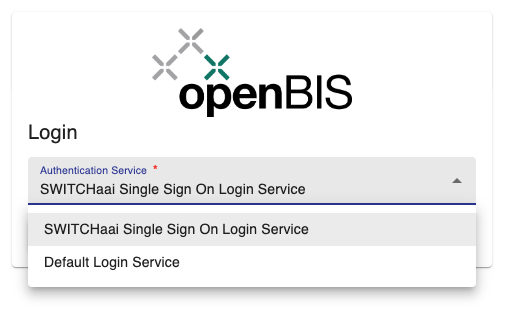 openBIS
Login
Authentication Service *
SWITCHaai Single Sign On Login Service
SWITCHaai Single Sign On Login Service
Default Login Service